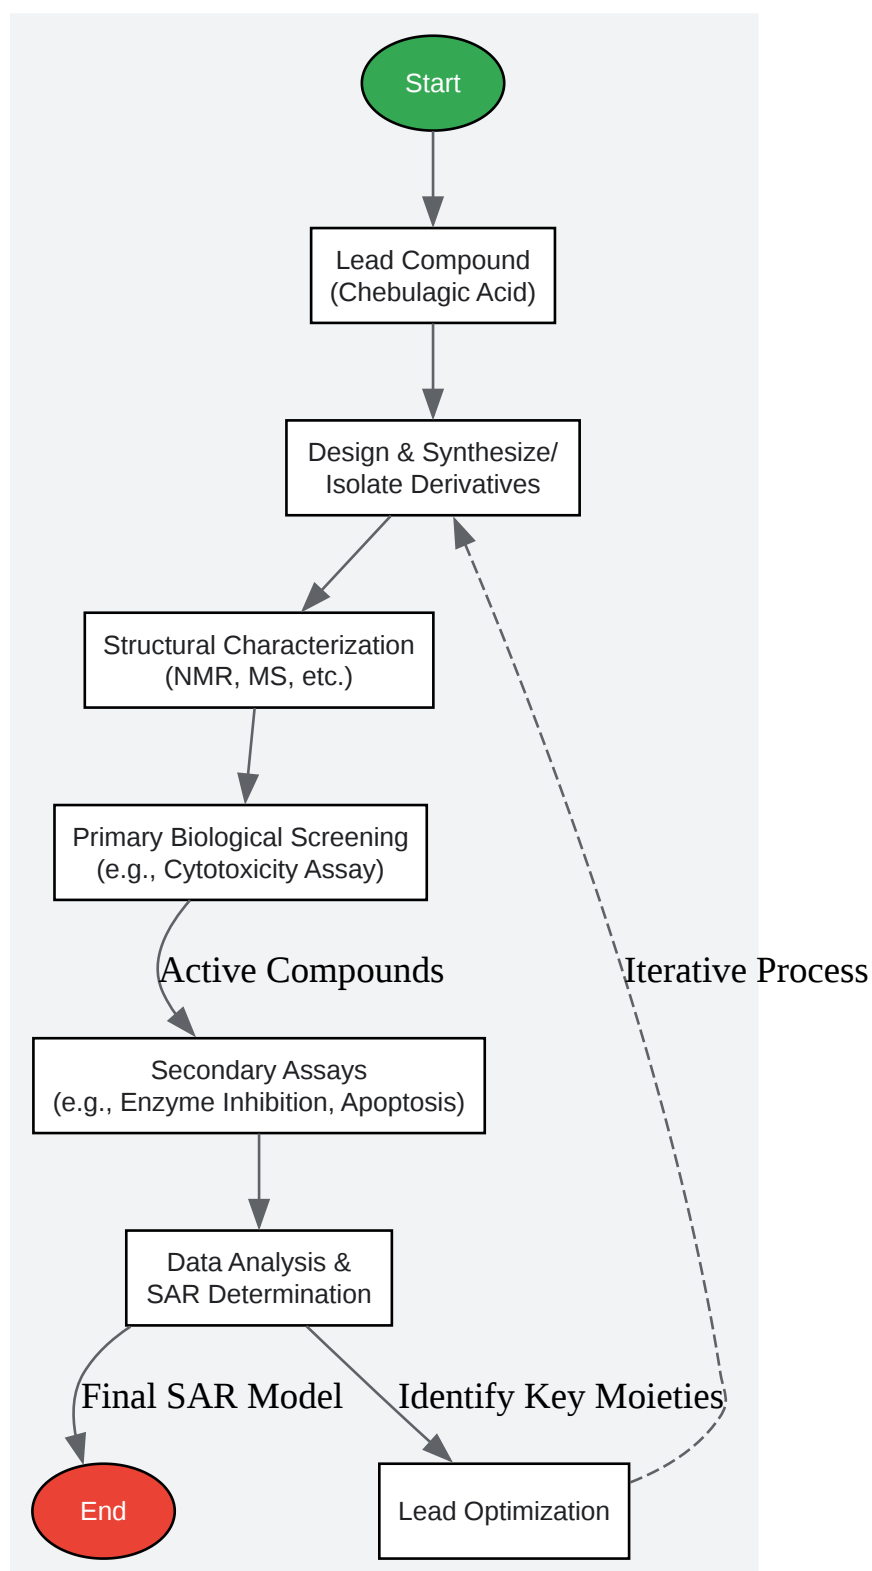 Start
Lead Compound
(Chebulagic Acid)
Design & Synthesize/
Isolate Derivatives
Structural Characterization
(NMR, MS, etc.)
Primary Biological Screening
(e.g., Cytotoxicity Assay)
Active Compounds
Iterative Process
Secondary Assays
(e.g., Enzyme Inhibition, Apoptosis)
Data Analysis &
SAR Determination
Final SAR Model
Identify Key Moieties
End
Lead Optimization